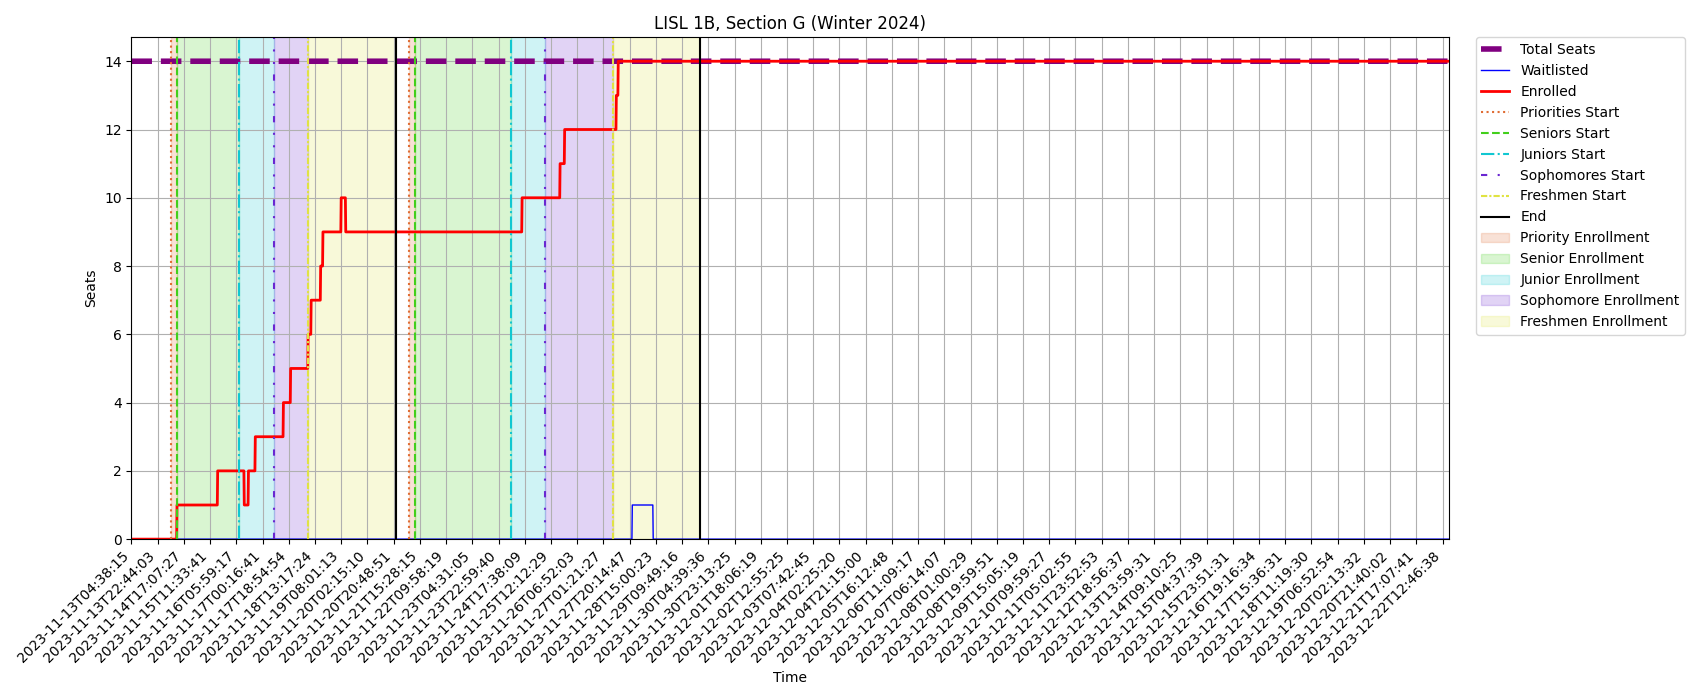 LISL 1B, Section G (Winter 2024)
Seats
14
12
10
8
6
4
2
0
2023-11-13T04:38:15
2023-11-13T22:44:03
2023-11-14T17:07:27
2023-11-15T11:33:41
2023-11-16T05:59:17
2023-11-17T00:16:41
2023-11-17T18:54:54
2023-11-18T13:17:24
2023-11-19T08:01:13
2023-11-20T02:15:10
2023-11-20T20:48:51
2023-11-21T15:28:15
2023-11-22T09:58:19
2023-11-23T04:31:05
2023-11-23T22:59:40
2023-11-24T17:38:09
2023-11-25T12:12:29
2023-11-26T06:52:03
2023-11-27T01:21:27
2023-11-27T20:14:47
2023-11-28T15:00:23
2023-11-29T09:49:16
2023-11-30T04:39:36
2023-11-30T23:13:25
2023-12-01T18:06:19
2023-12-02T12:55:25
2023-12-03T07:42:45
2023-12-04T02:25:20
2023-12-04T21:15:00
2023-12-05T16:12:48
2023-12-06T11:09:17
2023-12-07T06:14:07
2023-12-08T01:00:29
2023-12-08T19:59:51
2023-12-09T15:05:19
2023-12-10T09:59:27
2023-12-11T05:02:55
2023-12-11T23:52:53
2023-12-12T18:56:37
2023-12-13T13:59:31
2023-12-14T09:10:25
2023-12-15T04:37:39
2023-12-15T23:51:31
2023-12-16T19:16:34
2023-12-17T15:36:31
2023-12-18T11:19:30
2023-12-19T06:52:54
2023-12-20T02:13:32
2023-12-20T21:40:02
2023-12-21T17:07:41
2023-12-22T12:46:38
Time
Total Seats
Waitlisted
Enrolled
Priorities Start
Seniors Start
Juniors Start
Sophomores Start
Freshmen Start
End
Priority Enrollment
Senior Enrollment
Junior Enrollment
Sophomore Enrollment
Freshmen Enrollment